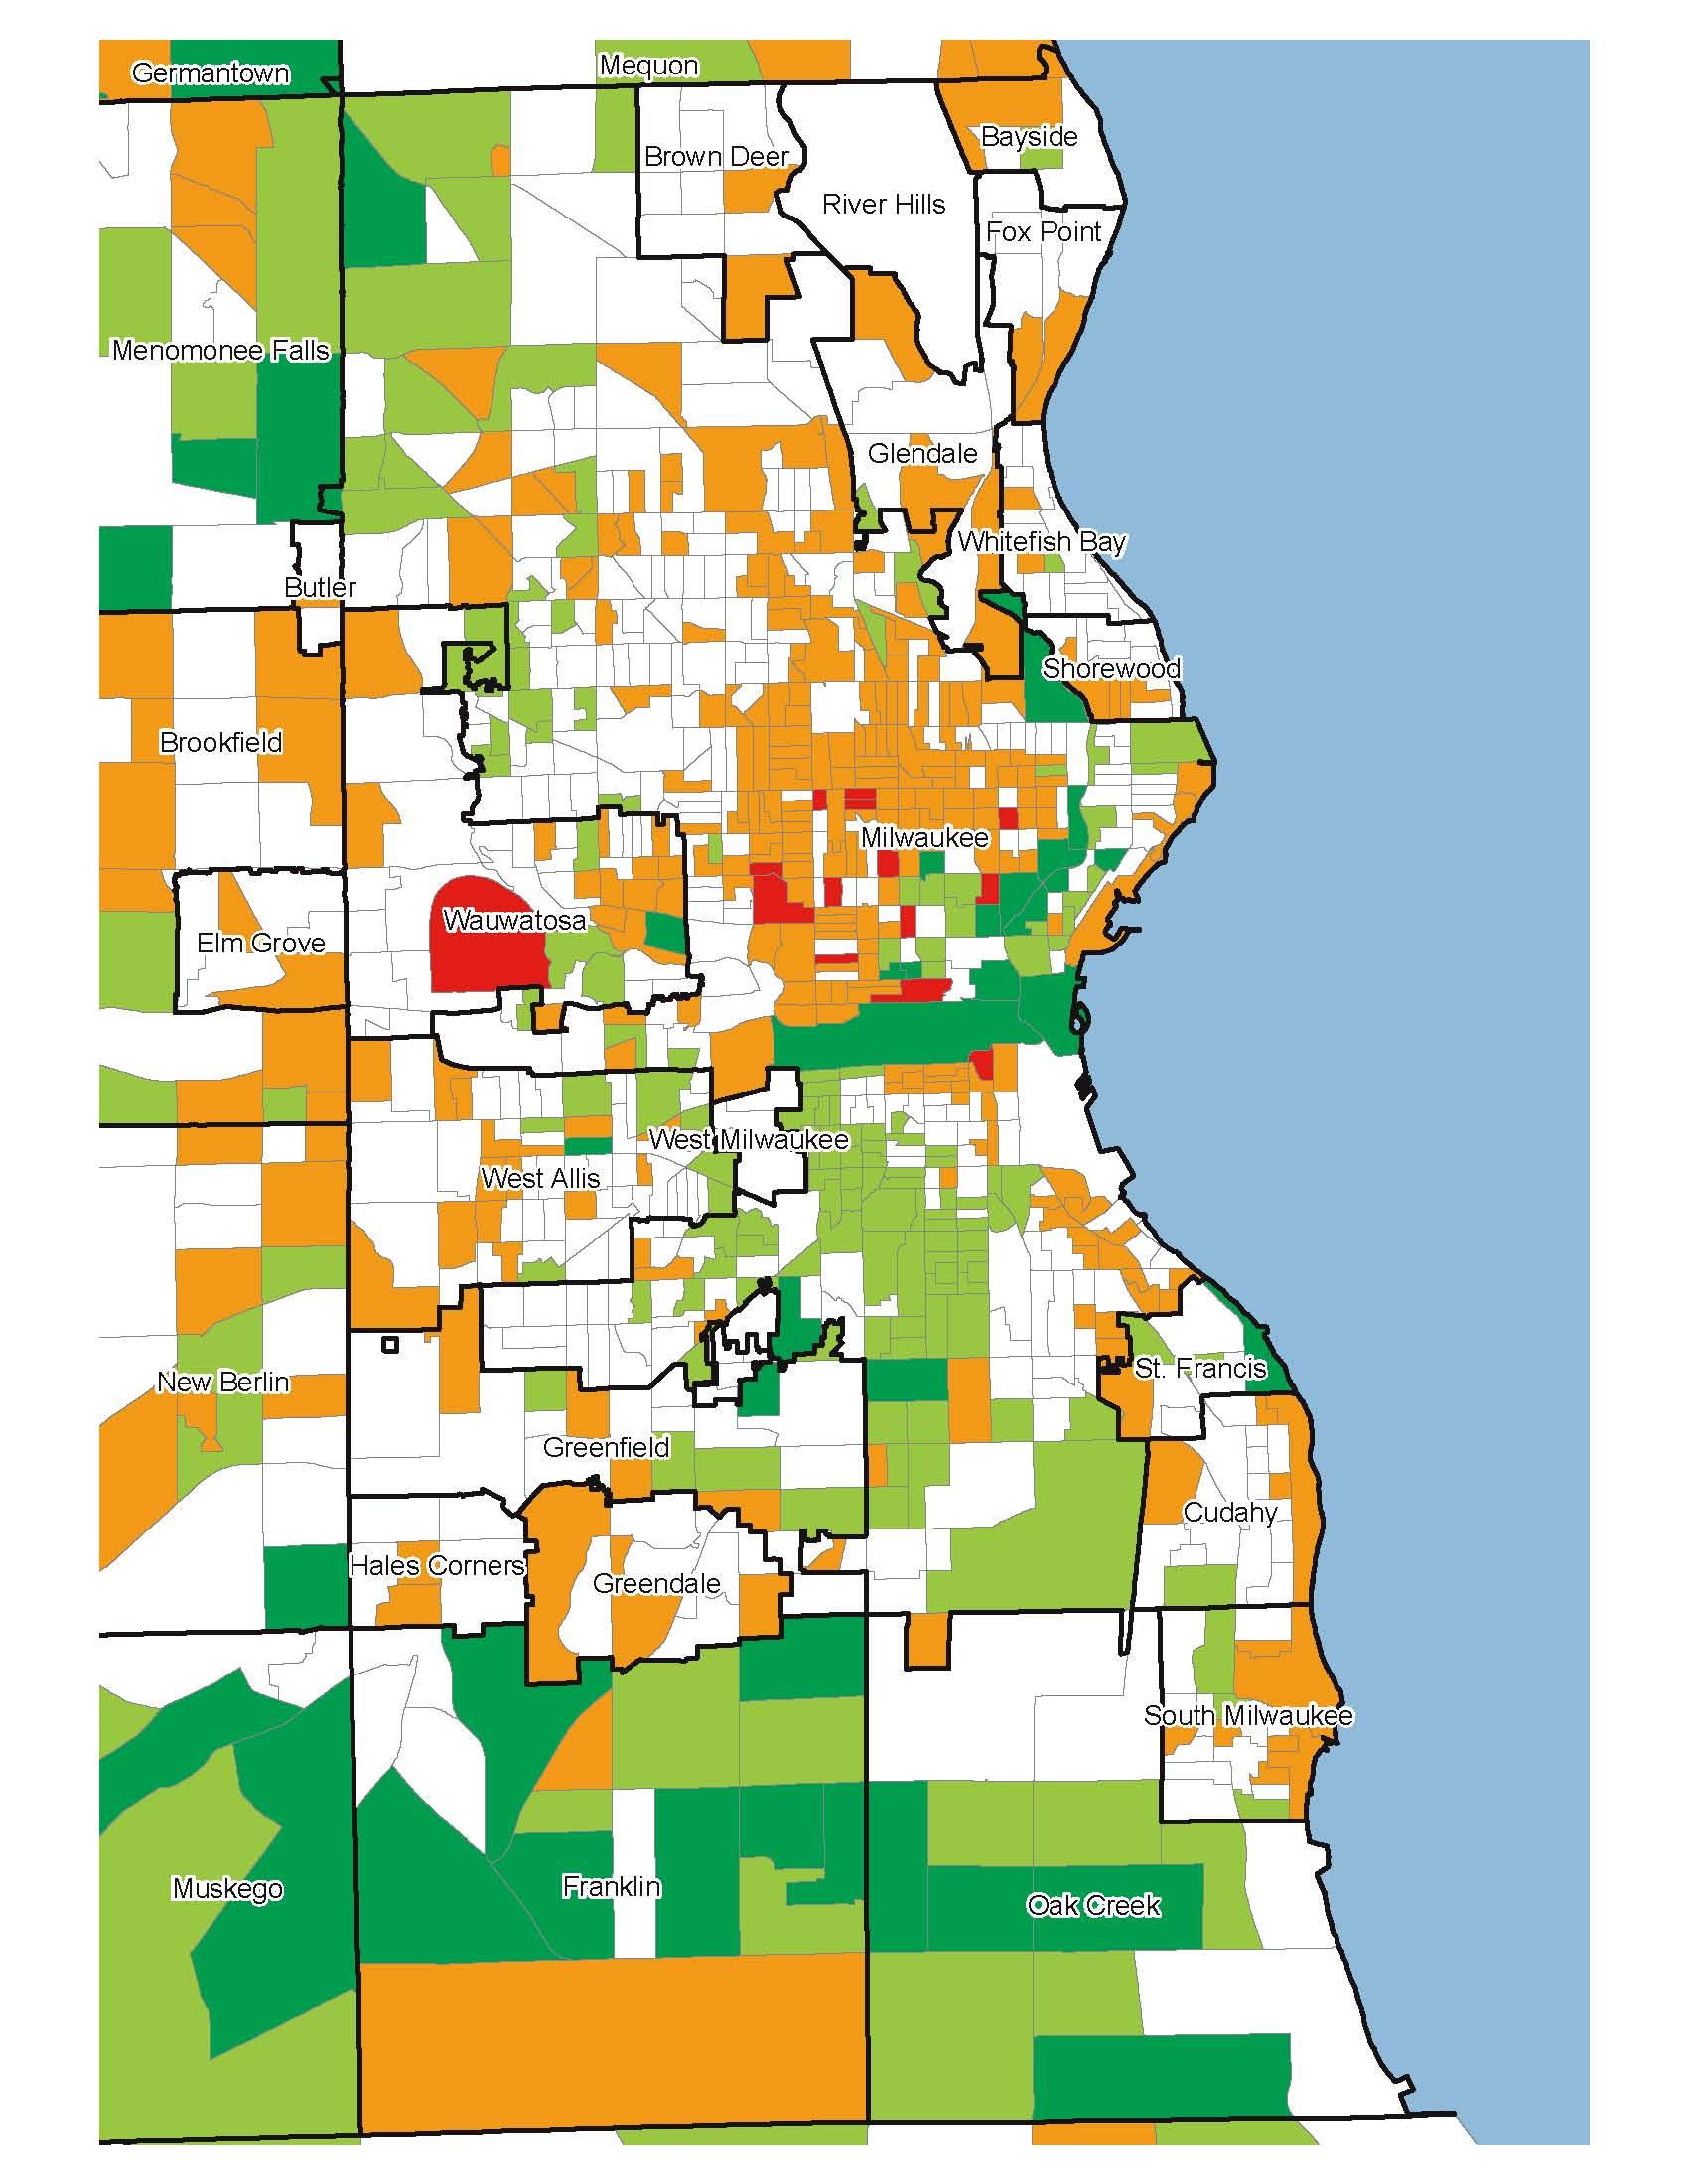 Germantown
Mequon
Bayside
Brown Deer
River Hills
Fox Point
Menomonee Falls
Glendale
Whitefish Bay
Butler
Shorewood
Brookfield
Milwaukee
Wauwatosa
Elm Grove
West Milwaukee
West Allis
St. Francis
New Berlin
Greenfield
Cudahy
Hales Corners
Greendale
South Milwaukee
Muskego
Franklin
Oak Creek